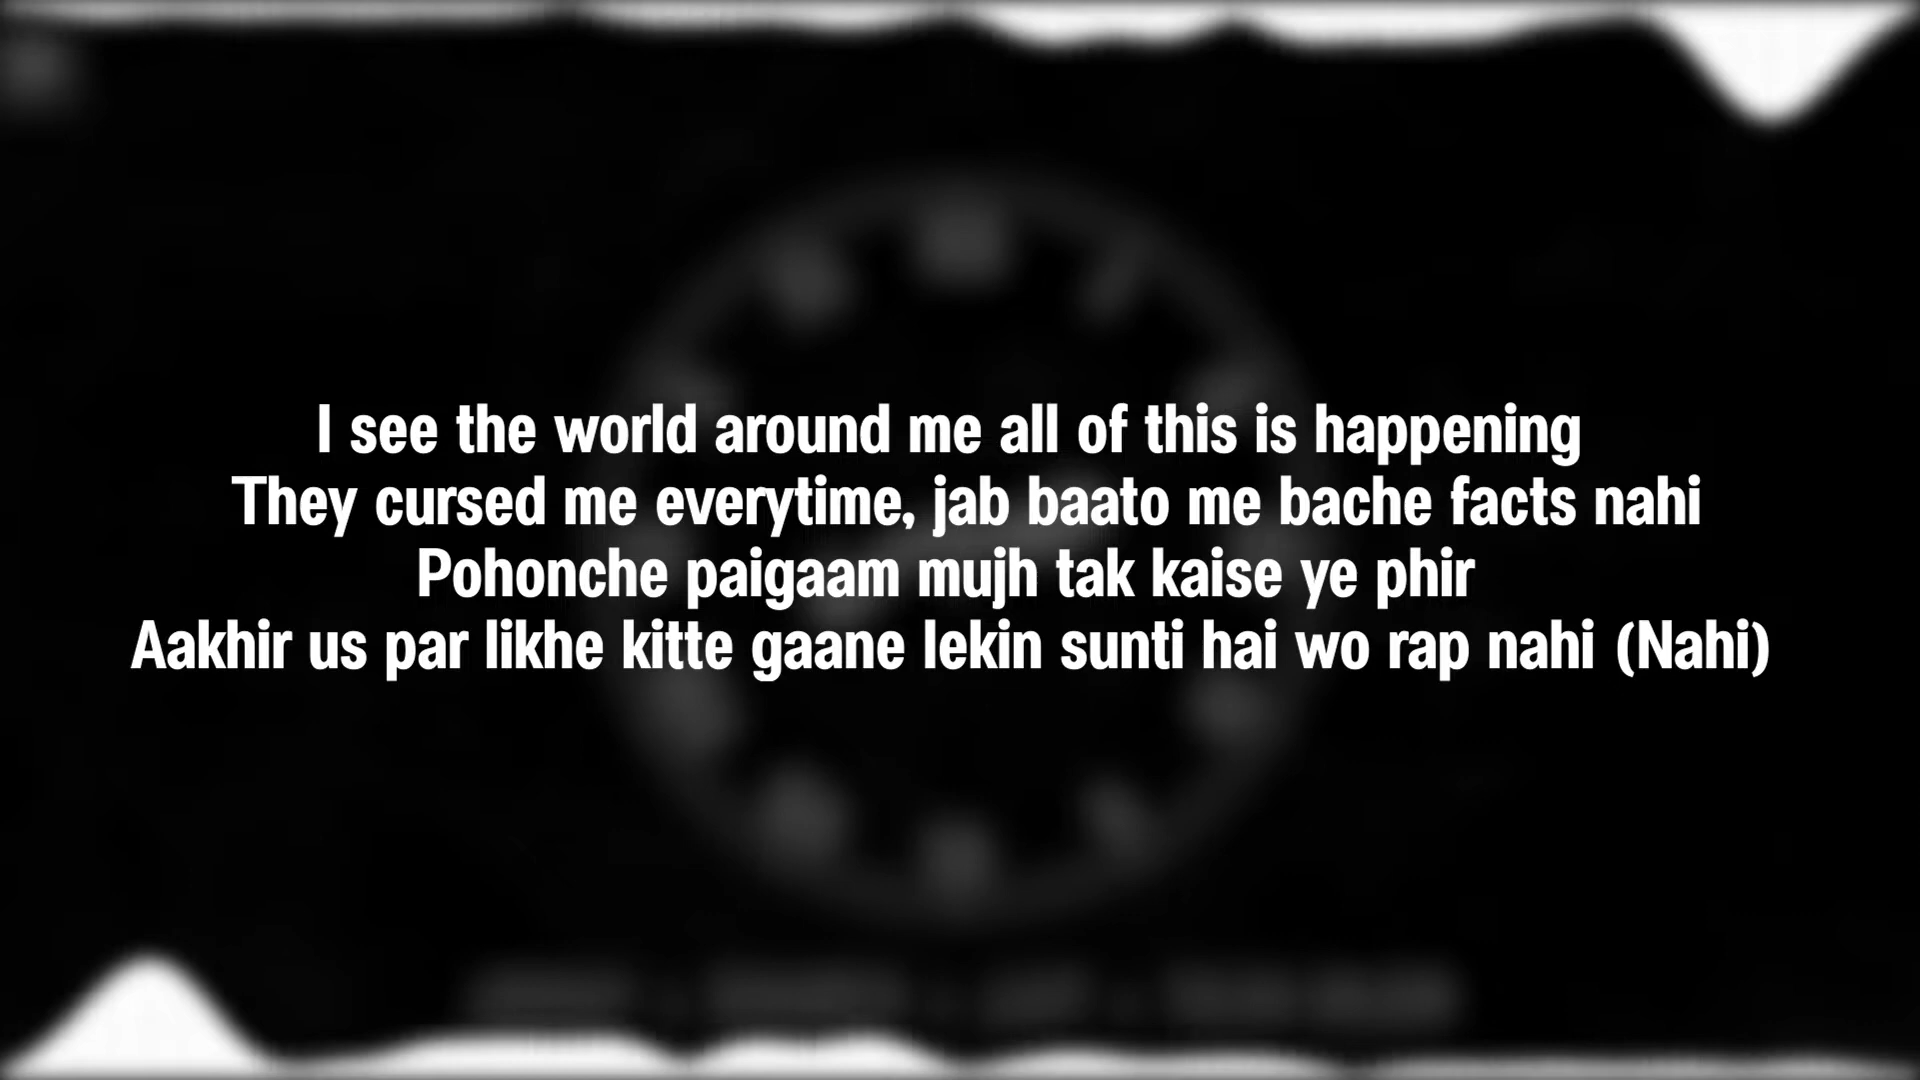 I see the world around me all of this is happening
They cursed me everytime, jab baato me bache facts nahi
Pohonche paigaam mujh tak kaise ye phir
Aakhir us par likhe kitte gaane lekin sunti hai wo rap nahi (Nahi)